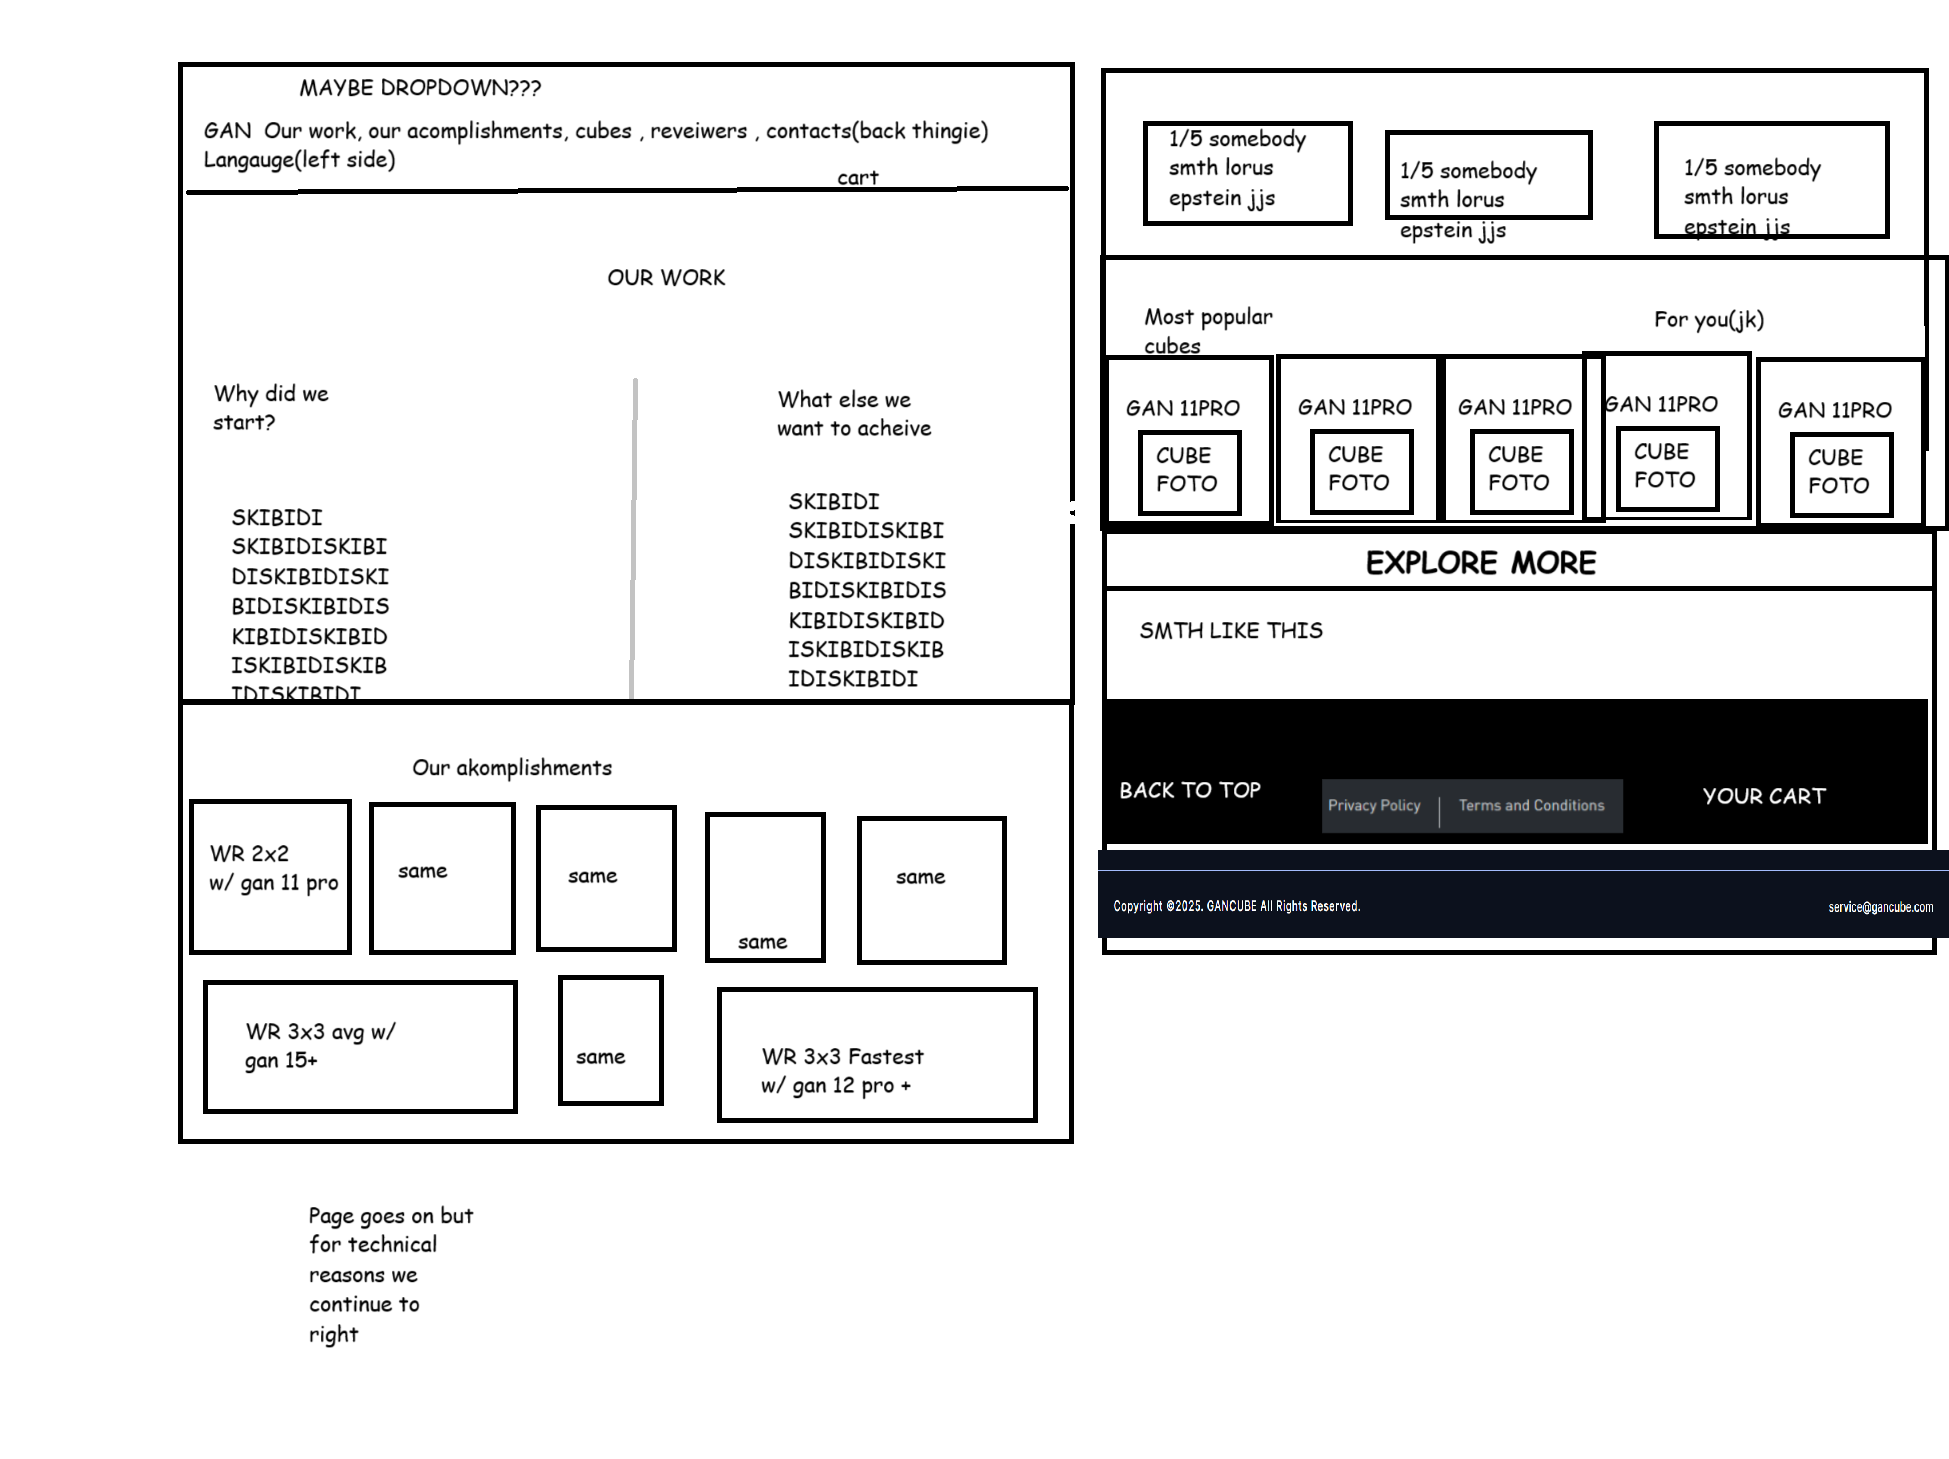 MAYBE DROPDOWN???
GAN Our work, our acomplishments, cubes , reveiwers , contacts(back thingie)
Langauge(left side)
cart
OUR WORK
Why did we
start?
SKIBIDI
SKIBIDISKIBI
DISKIBIDISKI
BIDISKIBIDIS
KIBIDISKIBID
ISKIBIDISKIB
IDISKIBIDI
What else we
want to acheive
SKIBIDI
SKIBIDISKIBI
DISKIBIDISKI
BIDISKIBIDIS
KIBIDISKIBID
ISKIBIDISKIB
IDISKIBIDI
Our akomplishments
WR 2x2
w/ gan 11 pro
same
same
same
same
WR 3x3 avg w/
gan 15+
same
WR 3x3 Fastest
w/ gan 12 pro +
Page goes on but
for technical
reasons we
continue to
right
1/5 somebody
smth lorus
epstein jjs
1/5 somebody
smth lorus
epstein jjs
1/5 somebody
smth lorus
epstein jjs
Most popular
cubes
For you(jk)
GAN 11PRO
CUBE
FOTO
GAN 11PRO
CUBE
FOTO
GAN 11PRO
CUBE
FOTO
GAN 11PRO
CUBE
FOTO
GAN 11PRO
CUBE
FOTO
EXPLORE MORE
SMTH LIKE THIS
BACK TO TOP
Privacy Policy
Terms and Conditions
YOUR CART
Copyright ©2025. GANCUBE All Rights Reserved.
service@gancube.com